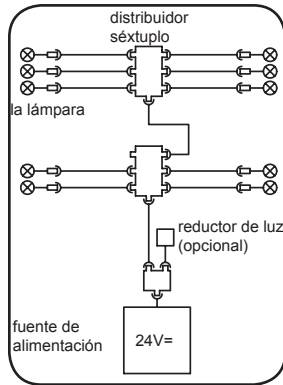 distribuidor
séxtuplo
la lámpara
reductor de luz
(opcional)
fuente de
alimentación
24V=